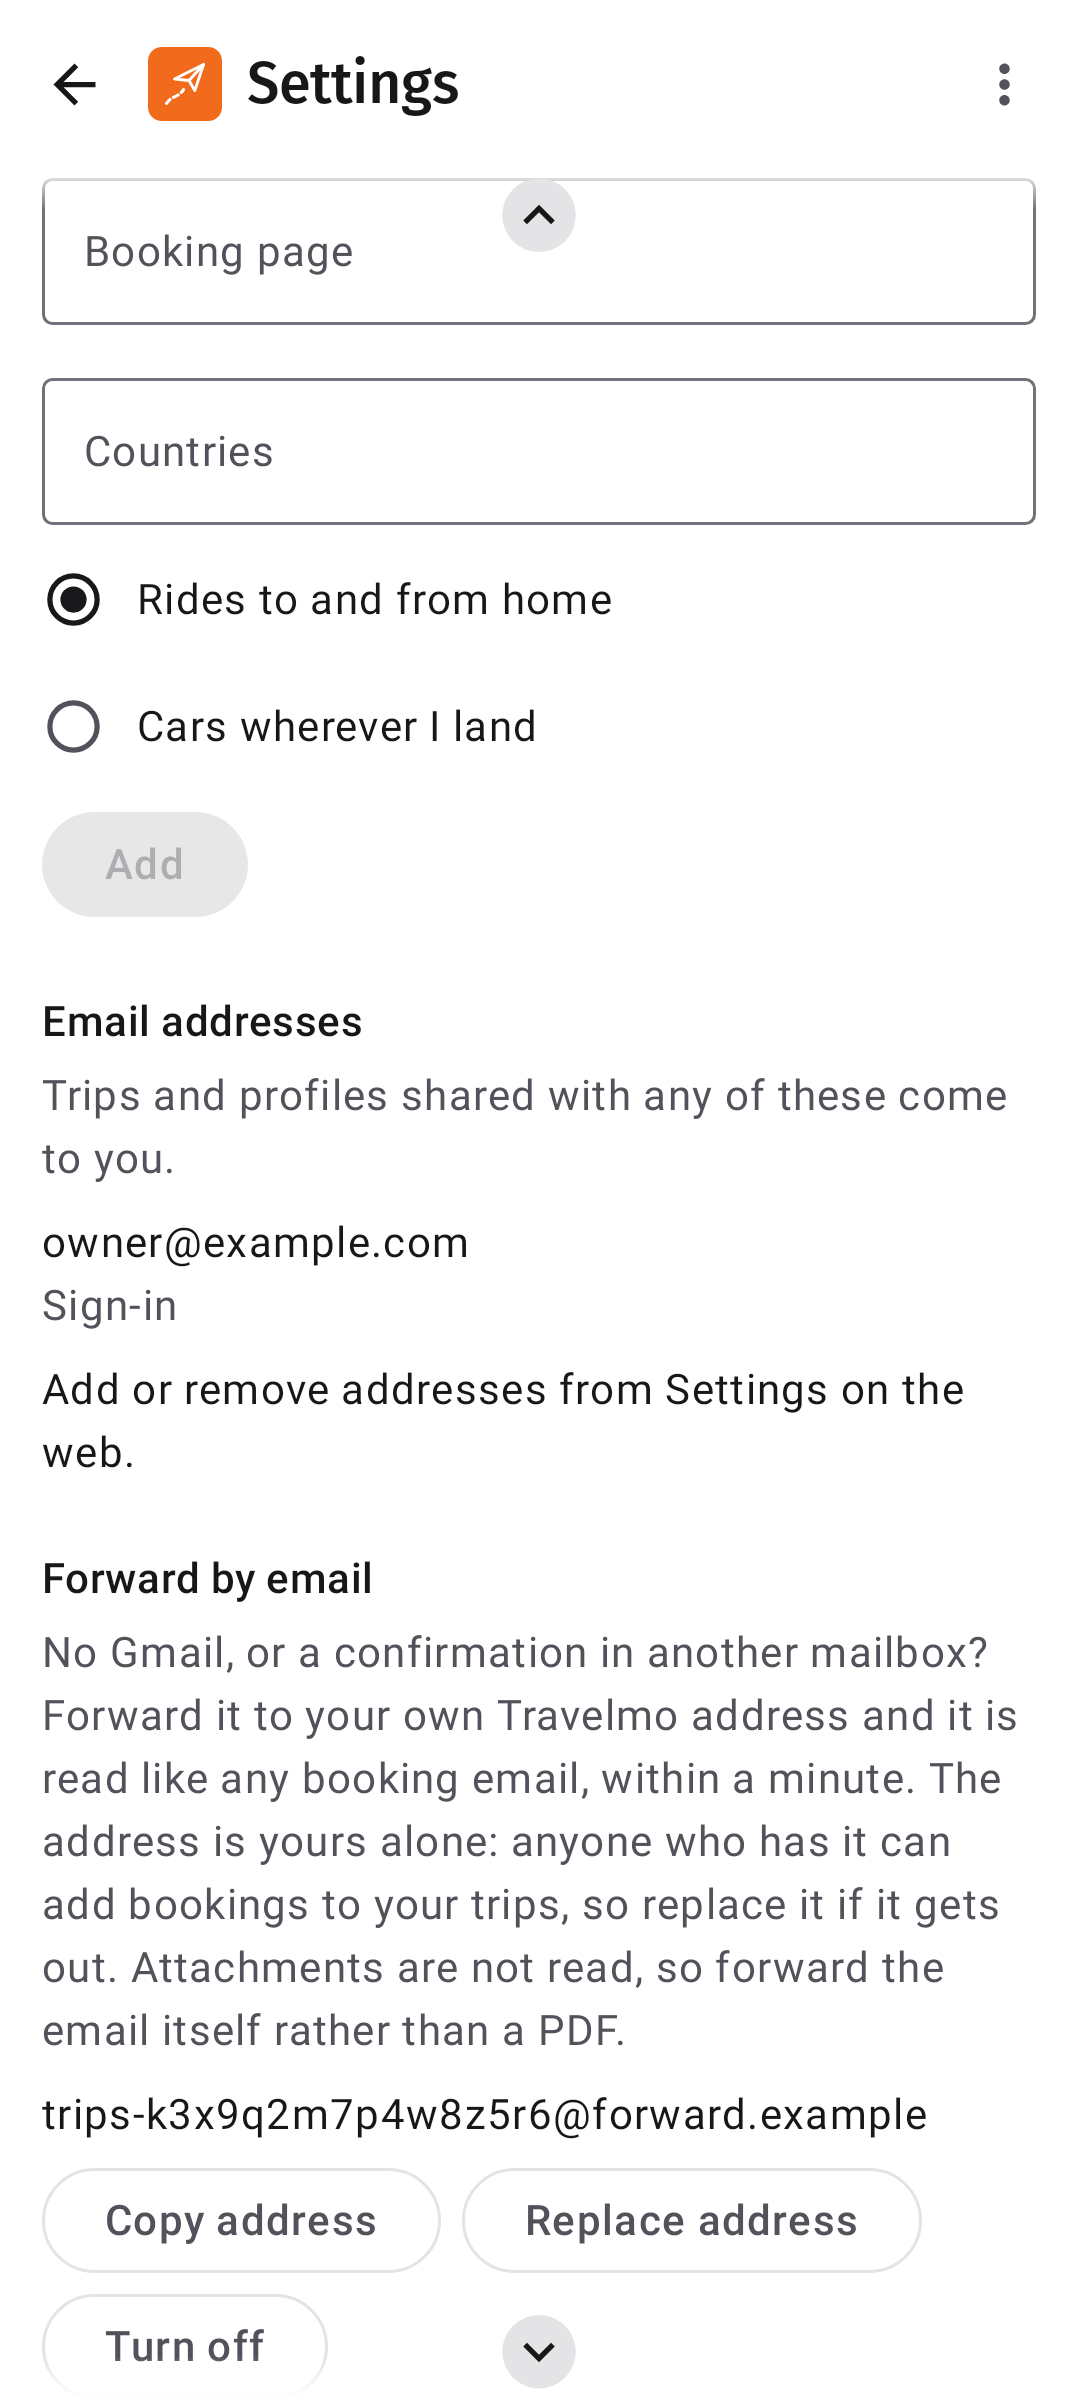 Settings
Booking page
Countries
Rides to and from home
Cars wherever I land
Add
Email addresses
Trips and profiles shared with any of these come
to you.
owner@example.com
Sign-in
Add or remove addresses from Settings on the
web.
Forward by email
No Gmail, or a confirmation in another mailbox?
Forward it to your own Travelmo address and it is
read like any booking email, within a minute. The
address is yours alone: anyone who has it can
add bookings to your trips, so replace it if it gets
out. Attachments are not read, so forward the
email itself rather than a PDF.
trips-k3x9q2m7p4w8z5r6@forward.example
Copy address
Replace address
Turn off